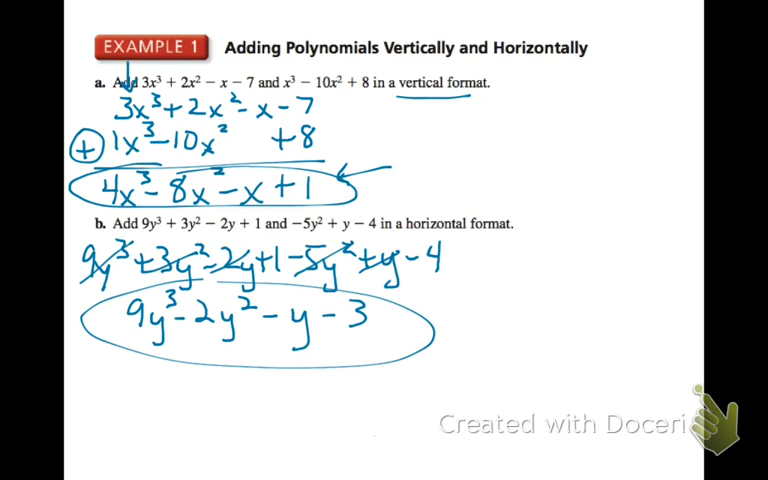 EXAMPLE 1 Adding Polynomials Vertically and Horizontally
a. Add 3x³ + 2x² − x − 7 and x³ − 10x² + 8 in a vertical format.
3x³ + 2x² − x − 7
+ 1x³ − 10x² + 8
4x³ − 8x² − x + 1
b. Add 9y³ + 3y² − 2y + 1 and −5y² + y − 4 in a horizontal format.
9y³ + 3y² − 2y + 1 − 5y² + y − 4
9y³ − 2y² − y − 3
Created with Doceri